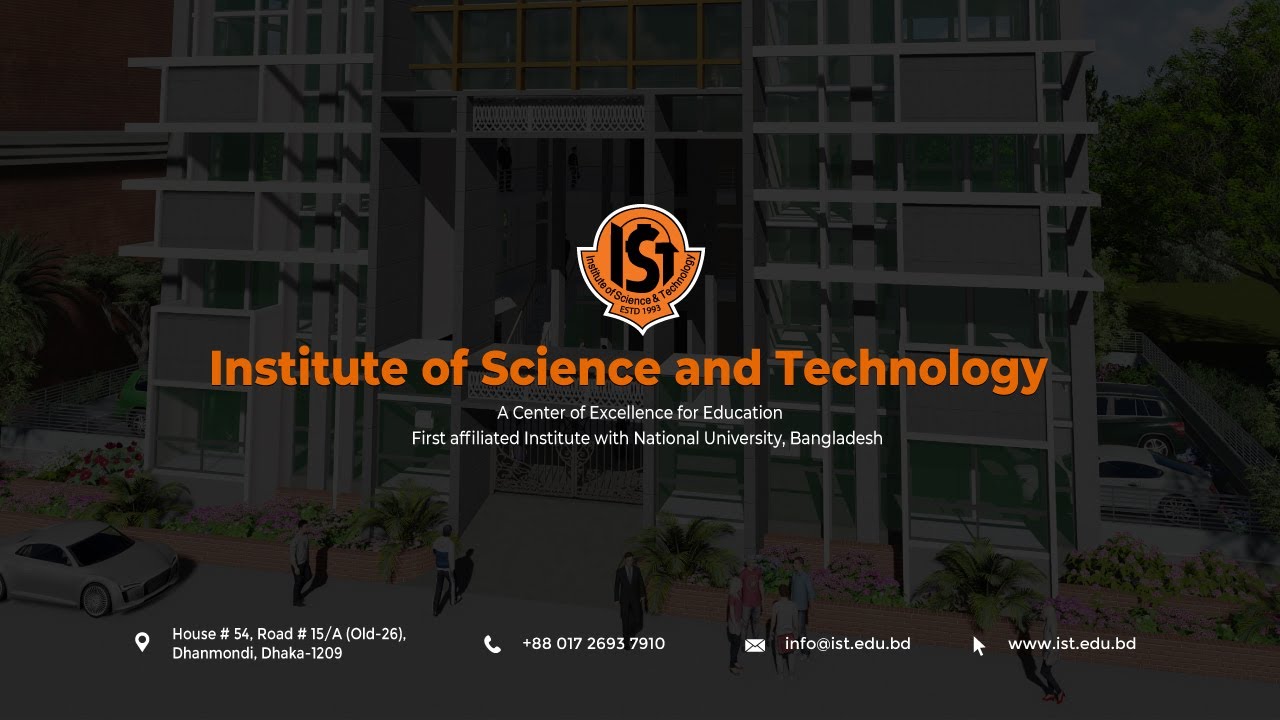 IST
Institute of Science & Technology
ESTD 1993
Institute of Science and Technology
A Center of Excellence for Education
First affiliated Institute with National University, Bangladesh
House # 54, Road # 15/A (Old-26),
Dhanmondi, Dhaka-1209
+88 017 2693 7910
info@ist.edu.bd
www.ist.edu.bd